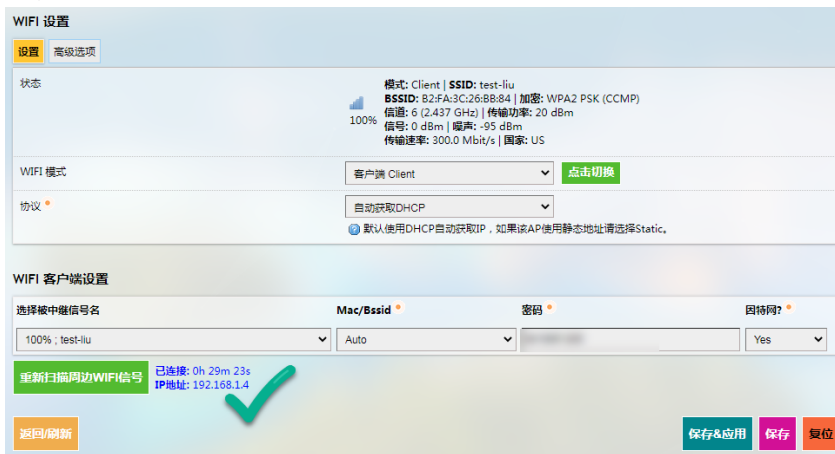 WIFI 设置
设置 高级选项
状态
模式: Client | SSID: test-liu
BSSID: B2:FA:3C:26:BB:84 | 加密: WPA2 PSK (CCMP)
信道: 6 (2.437 GHz) | 传输功率: 20 dBm
100% 信号: 0 dBm | 噪声: -95 dBm
传输速率: 300.0 Mbit/s | 国家: US
WIFI 模式 客户端 Client 点击切换
协议 自动获取DHCP
默认使用DHCP自动获取IP，如果该AP使用静态地址请选择Static。
WIFI 客户端设置
选择被中继信号名 Mac/Bssid 密码 因特网?
100% ; test-liu Auto Yes
重新扫描周边WIFI信号 已连接: 0h 29m 23s
IP地址: 192.168.1.4
返回/刷新 保存&应用 保存 复位